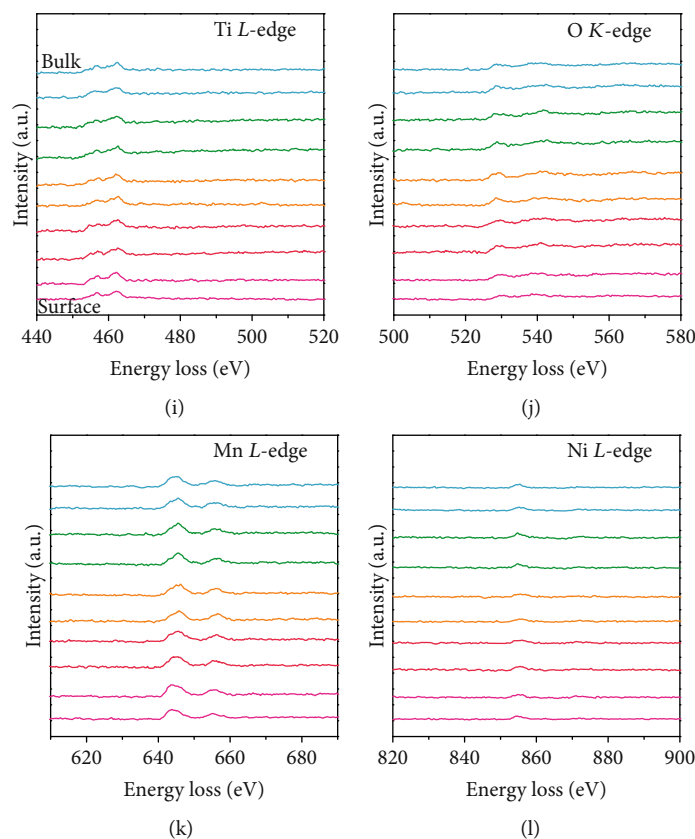 Ti L-edge
Bulk
Surface
Intensity (a.u.)
440 460 480 500 520
Energy loss (eV)
(i)
O K-edge
Intensity (a.u.)
500 520 540 560 580
Energy loss (eV)
(j)
Mn L-edge
Intensity (a.u.)
620 640 660 680
Energy loss (eV)
(k)
Ni L-edge
Intensity (a.u.)
820 840 860 880 900
Energy loss (eV)
(l)